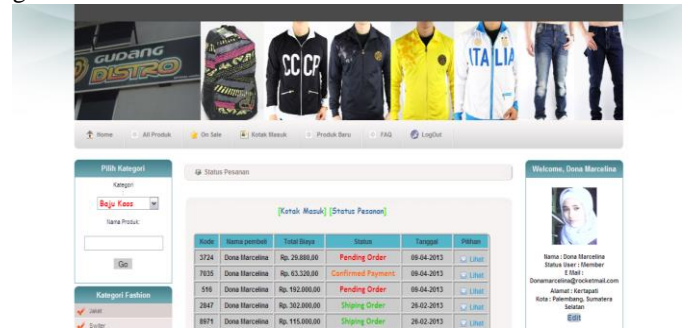 GUDANG
DISTRO
CCCP
ITALIA
Home All Produk On Sale Kotak Masuk Produk Baru FAQ LogOut
Pilih Kategori
Kategori
Baju Kaos
Nama Produk:
Go
Kategori Fashion
Jaket
Switer
Status Pesanan
[Kotak Masuk] [Status Pesanan]
Kode Nama pembeli Total Biaya Status Tanggal Pilihan
3724 Dona Marcelina Rp. 29.880,00 Pending Order 09-04-2013 Lihat
7035 Dona Marcelina Rp. 63.320,00 Confirmed Payment 09-04-2013 Lihat
516 Dona Marcelina Rp. 192.000,00 Pending Order 09-04-2013 Lihat
2847 Dona Marcelina Rp. 302.000,00 Shiping Order 26-02-2013 Lihat
8971 Dona Marcelina Rp. 115.000,00 Shiping Order 26-02-2013 Lihat
Welcome, Dona Marcelina
Nama : Dona Marcelina
Status User : Member
E Mail :
Donamarcelina@rocketmail.com
Alamat : Kertapati
Kota : Palembang, Sumatera
Selatan
Edit